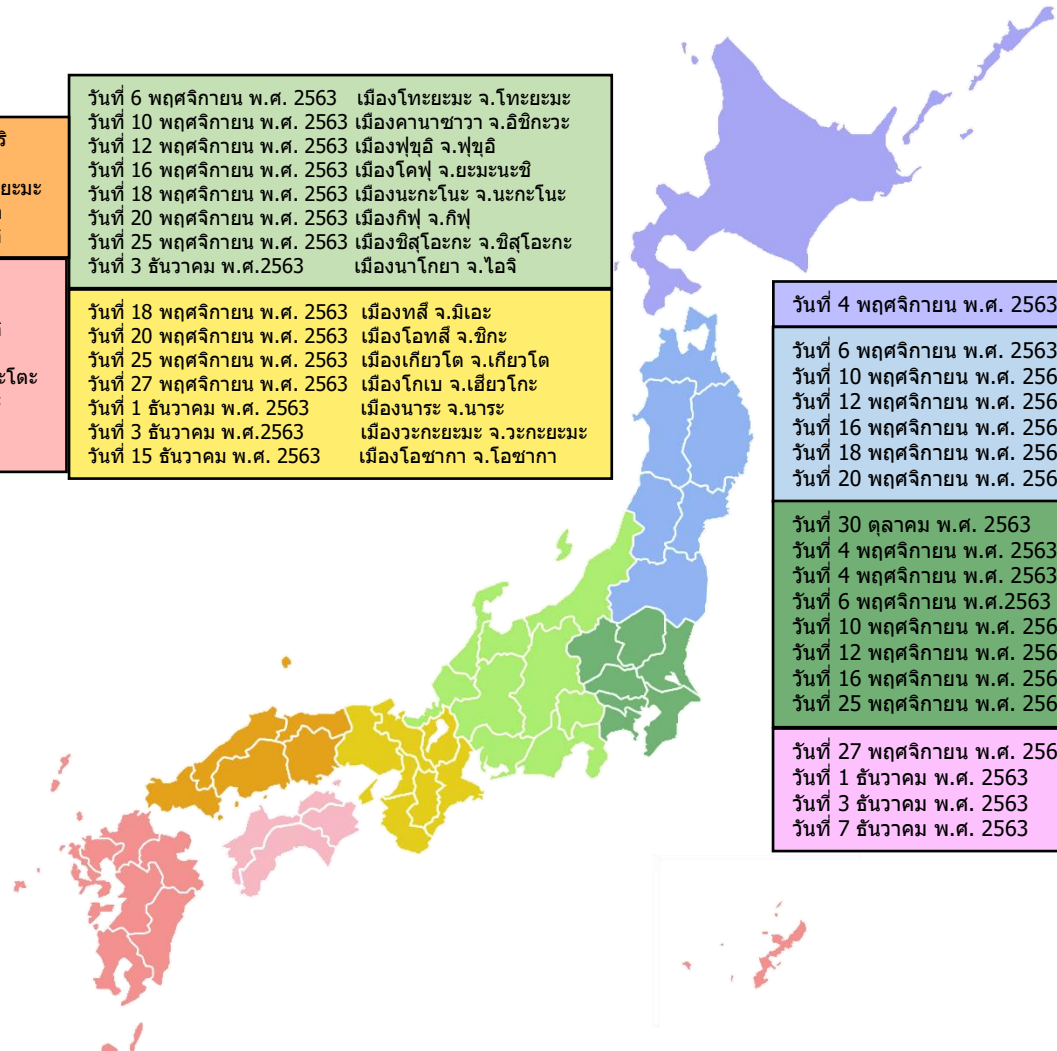 วันที่ 6 พฤศจิกายน พ.ศ. 2563 เมืองโทะยะมะ จ.โทะยะมะ
วันที่ 10 พฤศจิกายน พ.ศ. 2563 เมืองคานาซาวา จ.อิชิกะวะ
วันที่ 12 พฤศจิกายน พ.ศ. 2563 เมืองฟุขุอิ จ.ฟุขุอิ
วันที่ 16 พฤศจิกายน พ.ศ. 2563 เมืองโคฟุ จ.ยะมะนะชิ
วันที่ 18 พฤศจิกายน พ.ศ. 2563 เมืองนะกะโนะ จ.นะกะโนะ
วันที่ 20 พฤศจิกายน พ.ศ. 2563 เมืองกิฟุ จ.กิฟุ
วันที่ 25 พฤศจิกายน พ.ศ. 2563 เมืองชิสุโอะกะ จ.ชิสุโอะกะ
วันที่ 3 ธันวาคม พ.ศ.2563 เมืองนาโกยา จ.ไอจิ
วันที่ 18 พฤศจิกายน พ.ศ. 2563 เมืองทสึ จ.มิเอะ
วันที่ 20 พฤศจิกายน พ.ศ. 2563 เมืองโอทสึ จ.ชิกะ
วันที่ 25 พฤศจิกายน พ.ศ. 2563 เมืองเกียวโต จ.เกียวโต
วันที่ 27 พฤศจิกายน พ.ศ. 2563 เมืองโกเบ จ.เฮียวโกะ
วันที่ 1 ธันวาคม พ.ศ. 2563 เมืองนาระ จ.นาระ
วันที่ 3 ธันวาคม พ.ศ.2563 เมืองวะกะยะมะ จ.วะกะยะมะ
วันที่ 15 ธันวาคม พ.ศ. 2563 เมืองโอซากา จ.โอซากา
วันที่ 4 พฤศจิกายน พ.ศ. 2563
วันที่ 6 พฤศจิกายน พ.ศ. 2563
วันที่ 10 พฤศจิกายน พ.ศ. 256
วันที่ 12 พฤศจิกายน พ.ศ. 256
วันที่ 16 พฤศจิกายน พ.ศ. 256
วันที่ 18 พฤศจิกายน พ.ศ. 256
วันที่ 20 พฤศจิกายน พ.ศ. 256
วันที่ 30 ตุลาคม พ.ศ. 2563
วันที่ 4 พฤศจิกายน พ.ศ. 2563
วันที่ 4 พฤศจิกายน พ.ศ. 2563
วันที่ 6 พฤศจิกายน พ.ศ.2563
วันที่ 10 พฤศจิกายน พ.ศ. 256
วันที่ 12 พฤศจิกายน พ.ศ. 256
วันที่ 16 พฤศจิกายน พ.ศ. 256
วันที่ 25 พฤศจิกายน พ.ศ. 256
วันที่ 27 พฤศจิกายน พ.ศ. 256
วันที่ 1 ธันวาคม พ.ศ. 2563
วันที่ 3 ธันวาคม พ.ศ. 2563
วันที่ 7 ธันวาคม พ.ศ. 2563